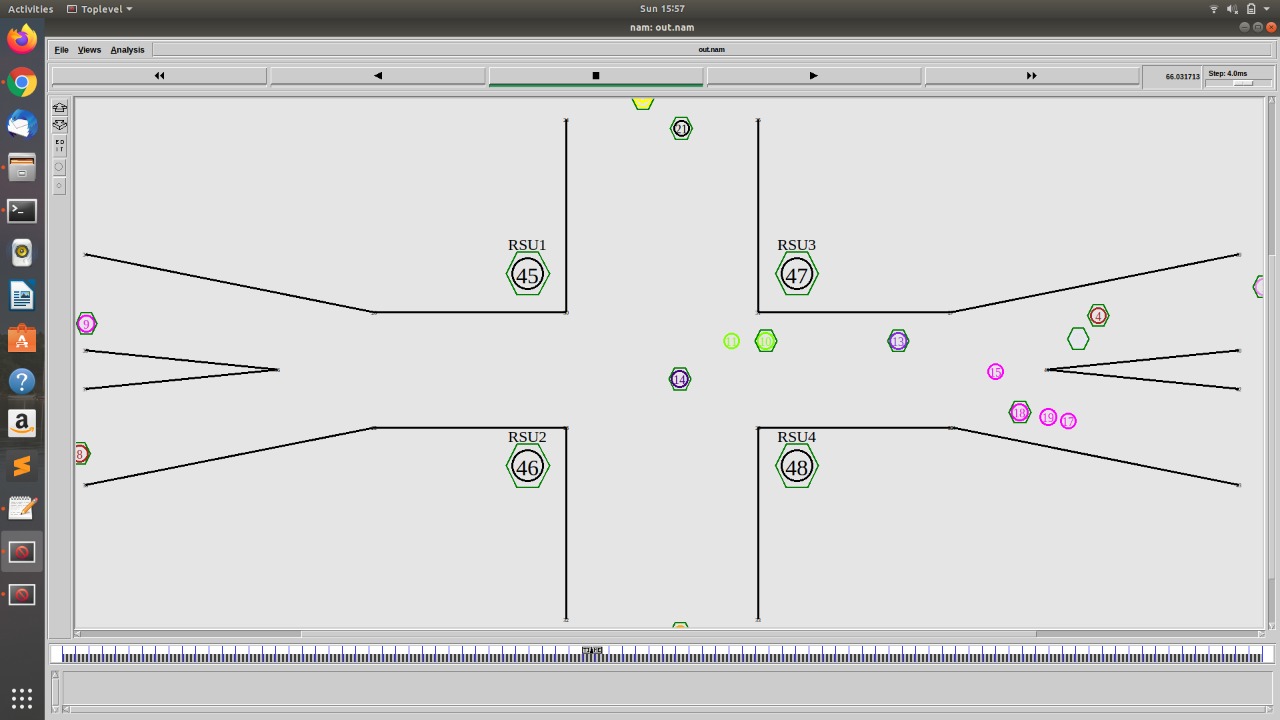 Activities Toplevel Sun 15:57
nam: out.nam
File Views Analysis out.nam
66.031713 Step: 4.0ms
ED
IT
21
RSU1 RSU3
45 47
9 4
11 10 13
15
14
18 19 17
RSU2 RSU4
8 46 48